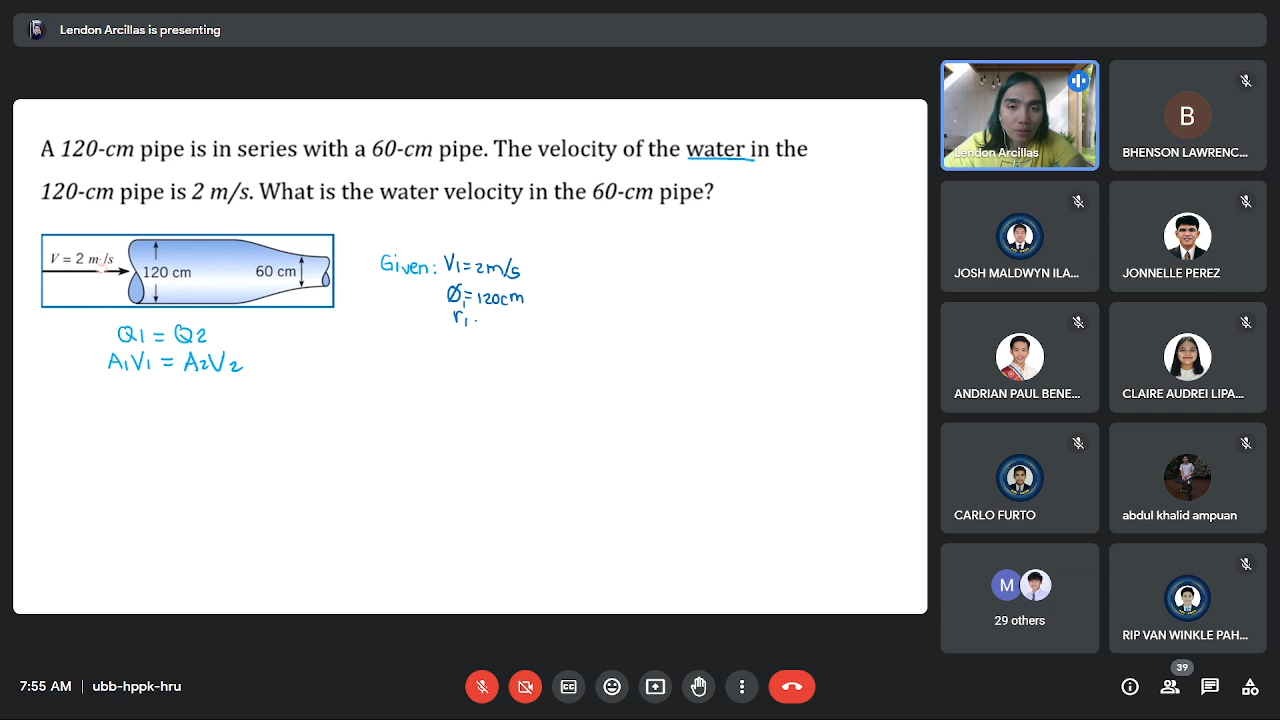 Lendon Arcillas is presenting
A 120-cm pipe is in series with a 60-cm pipe. The velocity of the water in the
120-cm pipe is 2 m/s. What is the water velocity in the 60-cm pipe?
V = 2 m/s
120 cm
60 cm
Given: V1 = 2m/s
Ø1 = 120cm
r1
Q1 = Q2
A1V1 = A2V2
Lendon Arcillas
B
BHENSON LAWRENC...
JOSH MALDWYN ILA...
JONNELLE PEREZ
ANDRIAN PAUL BENE...
CLAIRE AUDREI LIPA...
CARLO FURTO
abdul khalid ampuan
M
29 others
RIP VAN WINKLE PAH...
7:55 AM | ubb-hppk-hru
39